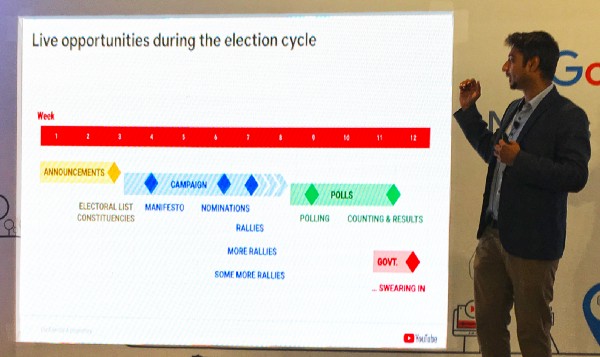 Live opportunities during the election cycle
Week
1 2 3 4 5 6 7 8 9 10 11 12
ANNOUNCEMENTS
CAMPAIGN
POLLS
ELECTORAL LIST
CONSTITUENCIES
MANIFESTO
NOMINATIONS
POLLING
COUNTING & RESULTS
RALLIES
MORE RALLIES
SOME MORE RALLIES
GOVT.
... SWEARING IN
YouTube
Go
N